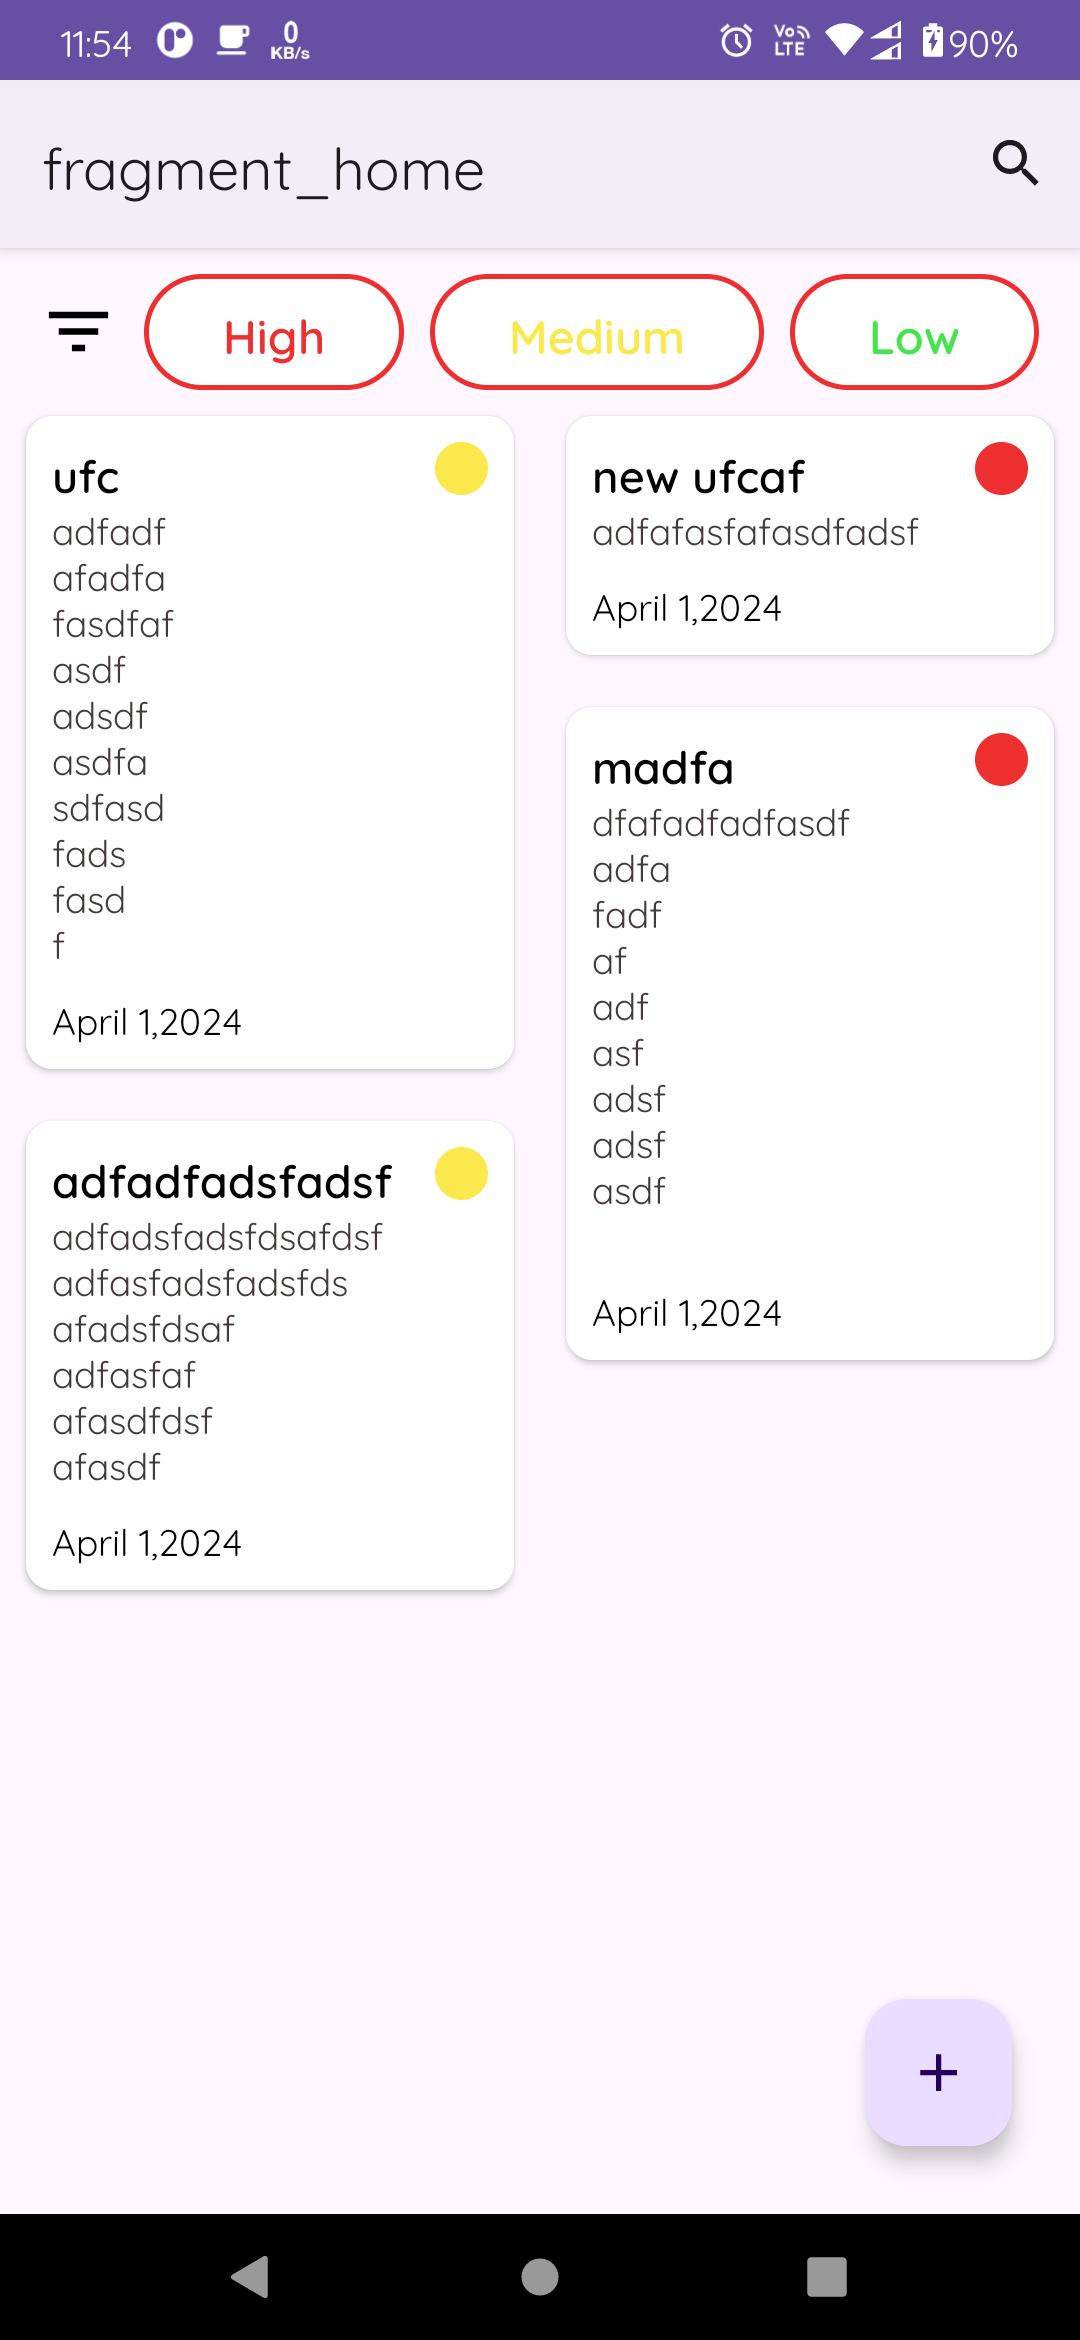 11:54 0 KB/s Vo LTE 90%
fragment_home
High Medium Low
ufc
adfadf
afadfa
fasdfaf
asdf
adsdf
asdfa
sdfasd
fads
fasd
f
April 1,2024
new ufcaf
adfafasfafasdfadsf
April 1,2024
madfa
dfafadfadfasdf
adfa
fadf
af
adf
asf
adsf
adsf
asdf
April 1,2024
adfadfadsfadsf
adfadsfadsfdsafdsf
adfasfadsfadsfds
afadsfdsaf
adfasfaf
afasdfdsf
afasdf
April 1,2024